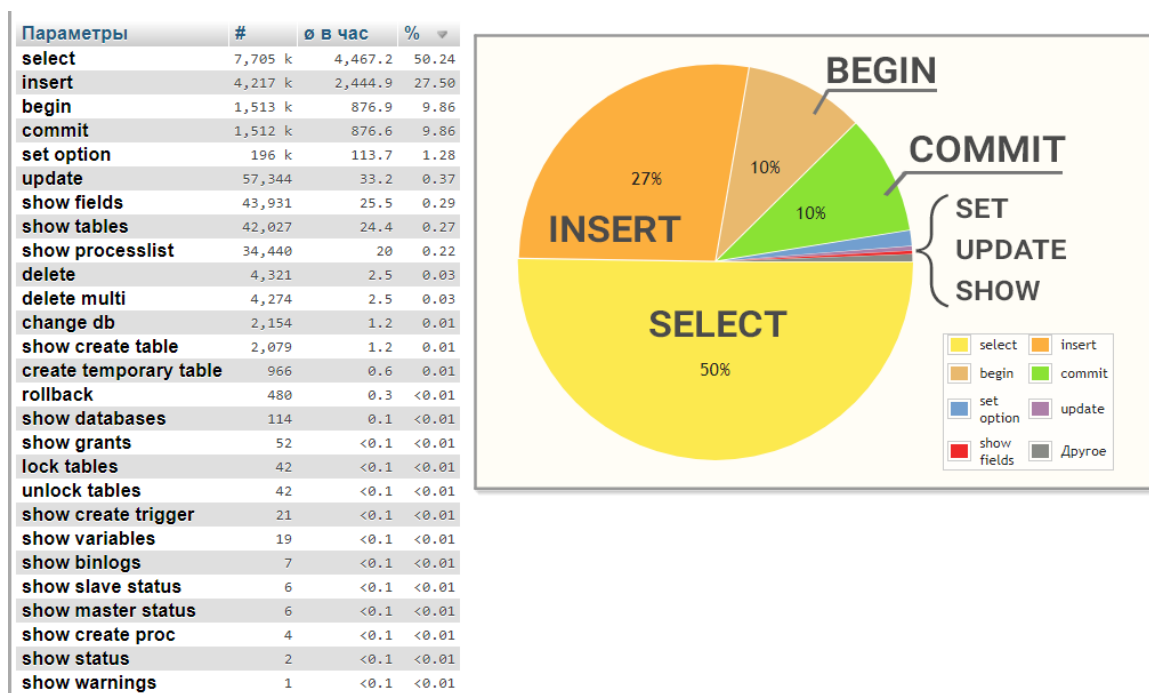 Параметры # ø в час %
select 7,705 k 4,467.2 50.24
insert 4,217 k 2,444.9 27.50
begin 1,513 k 876.9 9.86
commit 1,512 k 876.6 9.86
set option 196 k 113.7 1.28
update 57,344 33.2 0.37
show fields 43,931 25.5 0.29
show tables 42,027 24.4 0.27
show processlist 34,440 20 0.22
delete 4,321 2.5 0.03
delete multi 4,274 2.5 0.03
change db 2,154 1.2 0.01
show create table 2,079 1.2 0.01
create temporary table 966 0.6 0.01
rollback 480 0.3 <0.01
show databases 114 0.1 <0.01
show grants 52 <0.1 <0.01
lock tables 42 <0.1 <0.01
unlock tables 42 <0.1 <0.01
show create trigger 21 <0.1 <0.01
show variables 19 <0.1 <0.01
show binlogs 7 <0.1 <0.01
show slave status 6 <0.1 <0.01
show master status 6 <0.1 <0.01
show create proc 4 <0.1 <0.01
show status 2 <0.1 <0.01
show warnings 1 <0.1 <0.01
BEGIN
COMMIT
10%
27%
10%
INSERT
SET
UPDATE
SHOW
SELECT
50%
select insert
begin commit
set option update
show fields Другое